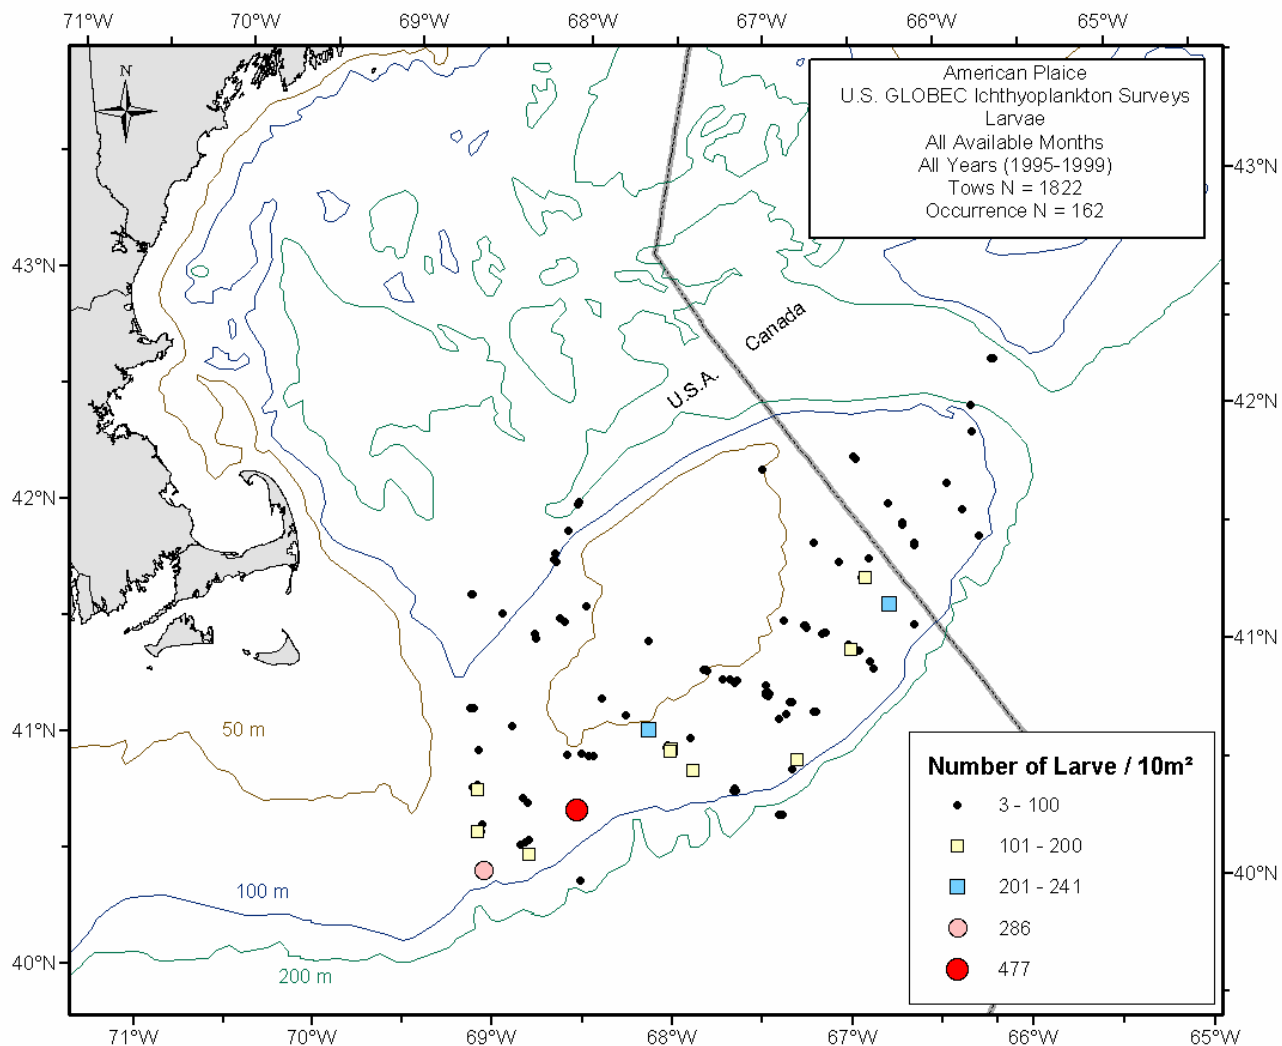 71°W 70°W 69°W 68°W 67°W 66°W 65°W
N
American Plaice
U.S. GLOBEC Ichthyoplankton Surveys
Larvae
All Available Months
All Years (1995-1999)
Tows N = 1822
Occurrence N = 162
43°N
43°N
Canada
U.S.A.
42°N
42°N
41°N
41°N
50 m
Number of Larve / 10m²
3 - 100
101 - 200
201 - 241
286
477
40°N
100 m
40°N
200 m
71°W 70°W 69°W 68°W 67°W 66°W 65°W